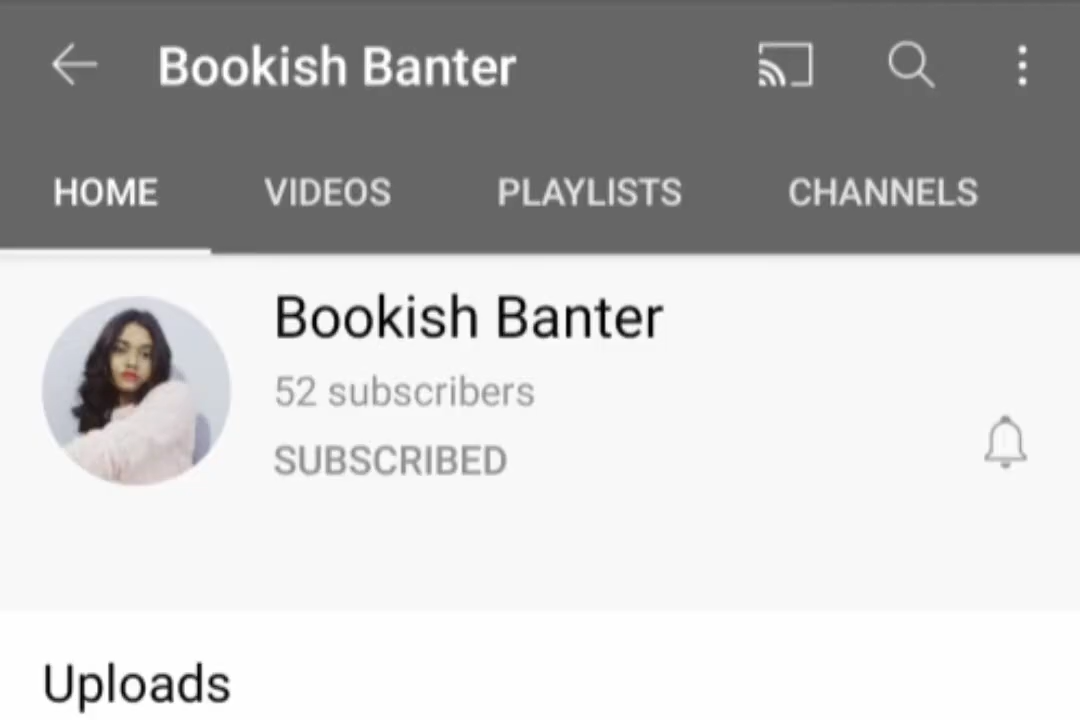 Bookish Banter
HOME VIDEOS PLAYLISTS CHANNELS
Bookish Banter
52 subscribers
SUBSCRIBED
Uploads